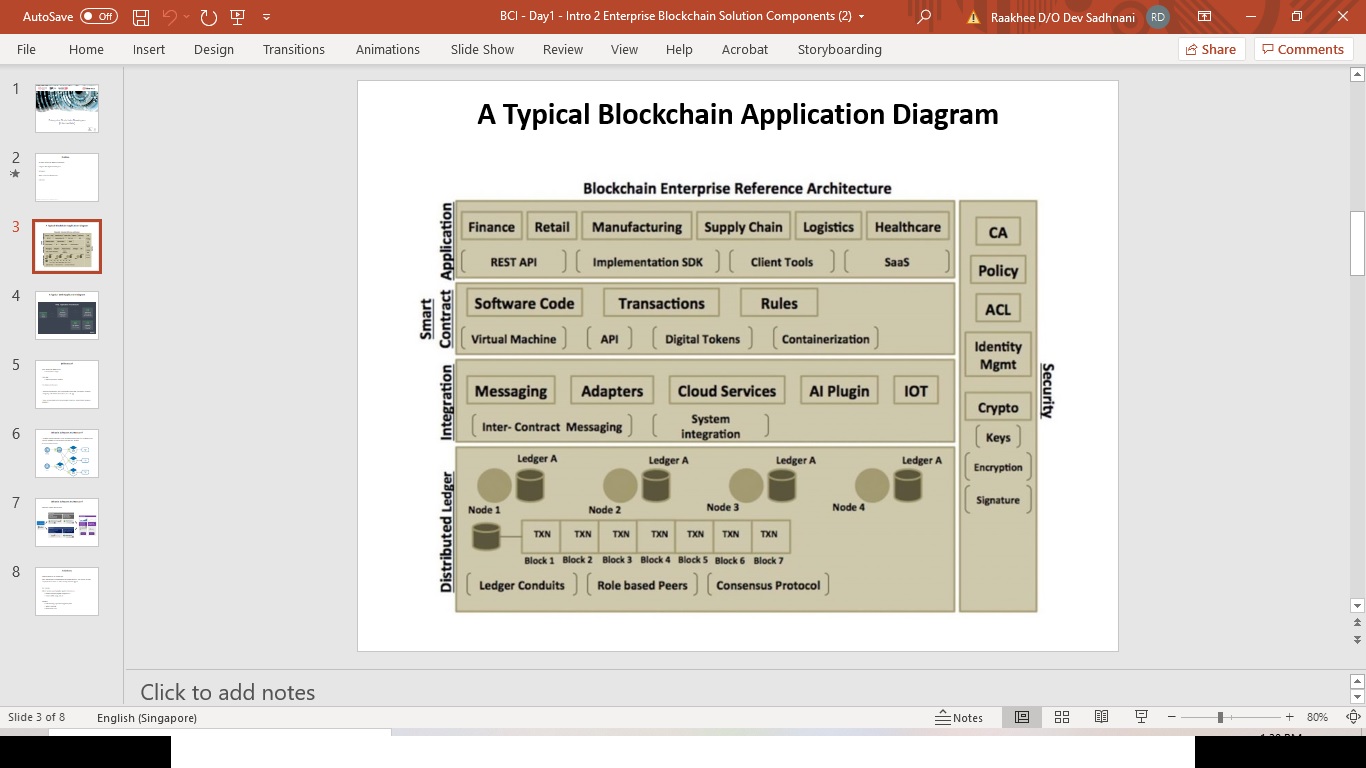 AutoSave Off
BCI - Day1 - Intro 2 Enterprise Blockchain Solution Components (2)
Raakhee D/O Dev Sadhnani RD
File Home Insert Design Transitions Animations Slide Show Review View Help Acrobat Storyboarding Share Comments
1
2
3
4
5
6
7
8
A Typical Blockchain Application Diagram
Blockchain Enterprise Reference Architecture
Application
Finance Retail Manufacturing Supply Chain Logistics Healthcare
REST API Implementation SDK Client Tools SaaS
Smart
Contract
Software Code Transactions Rules
Virtual Machine API Digital Tokens Containerization
Integration
Messaging Adapters Cloud Services AI Plugin IOT
Inter- Contract Messaging
System
integration
Distributed Ledger
Ledger A Ledger A Ledger A Ledger A
Node 1 Node 2 Node 3 Node 4
TXN TXN TXN TXN TXN TXN TXN
Block 1 Block 2 Block 3 Block 4 Block 5 Block 6 Block 7
Ledger Conduits Role based Peers Consensus Protocol
CA
Policy
ACL
Identity
Mgmt
Crypto
Keys
Encryption
Signature
Security
Click to add notes
Slide 3 of 8 English (Singapore) Notes 80%